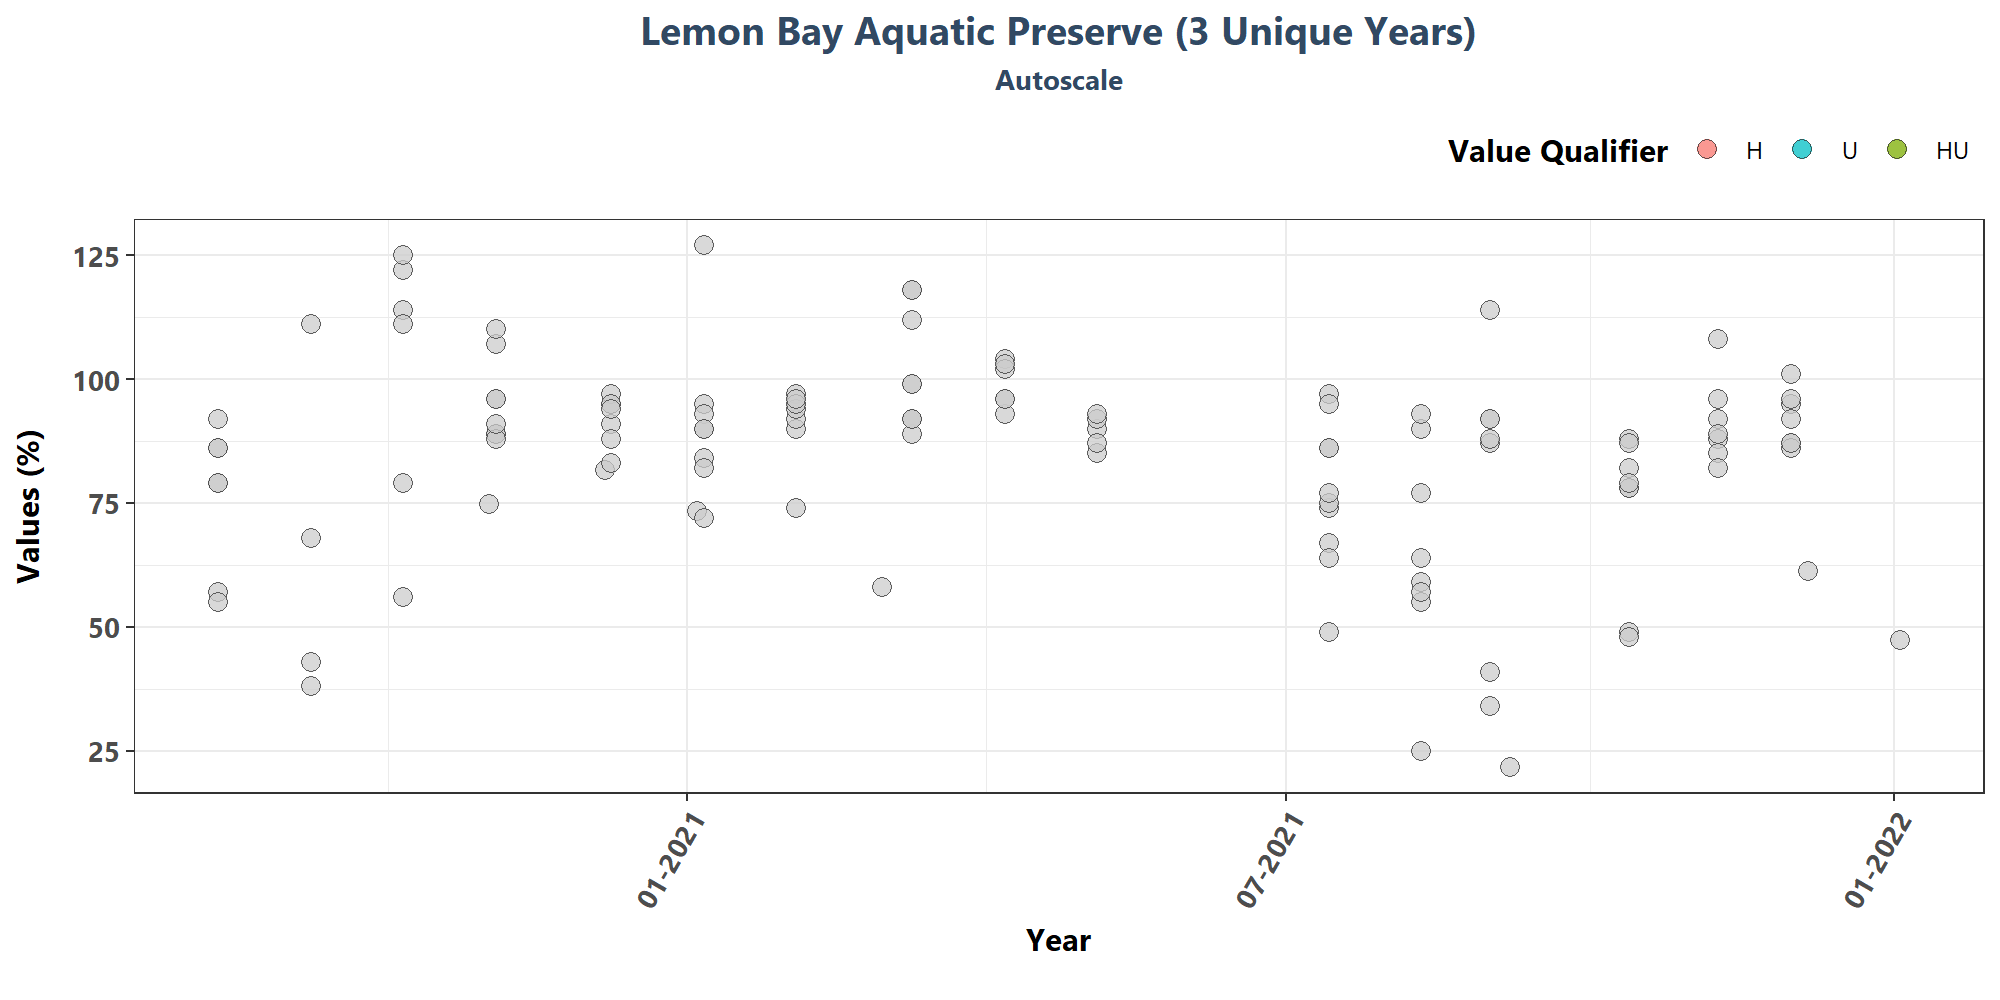 Lemon Bay Aquatic Preserve (3 Unique Years)
Autoscale
Value Qualifier H U HU
Values (%)
125
100
75
50
25
01-2021
07-2021
01-2022
Year